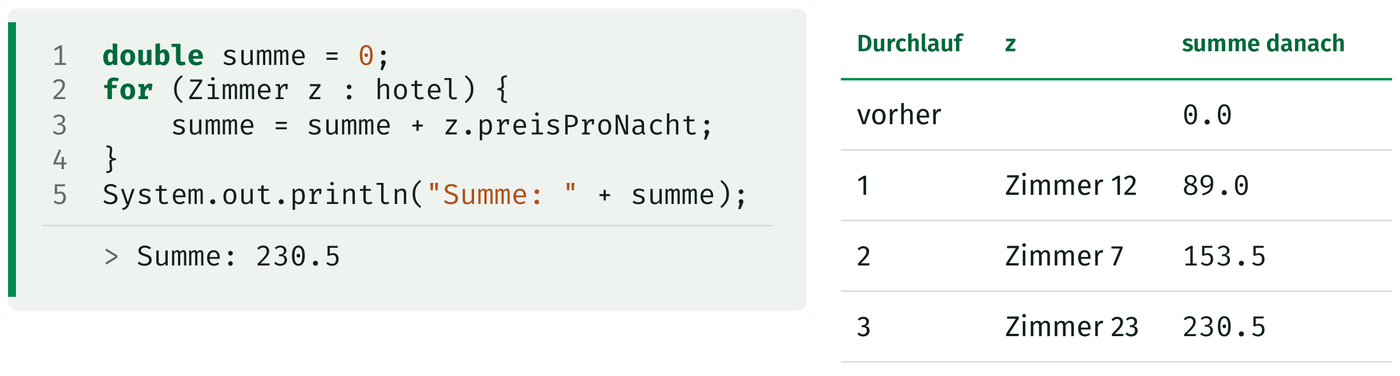 1 double summe = 0;
2 for (Zimmer z : hotel) {
3     summe = summe + z.preisProNacht;
4 }
5 System.out.println("Summe: " + summe);
> Summe: 230.5
Durchlauf z summe danach
vorher 0.0
1 Zimmer 12 89.0
2 Zimmer 7 153.5
3 Zimmer 23 230.5